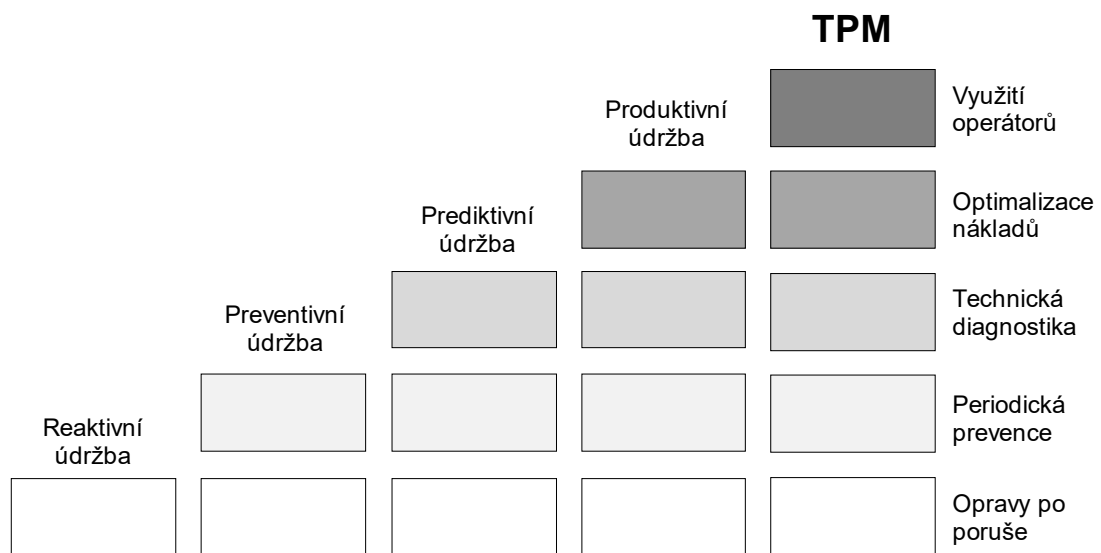 TPM
Využití
operátorů
Produktivní
údržba
Optimalizace
nákladů
Prediktivní
údržba
Technická
diagnostika
Preventivní
údržba
Periodická
prevence
Reaktivní
údržba
Opravy po
poruše